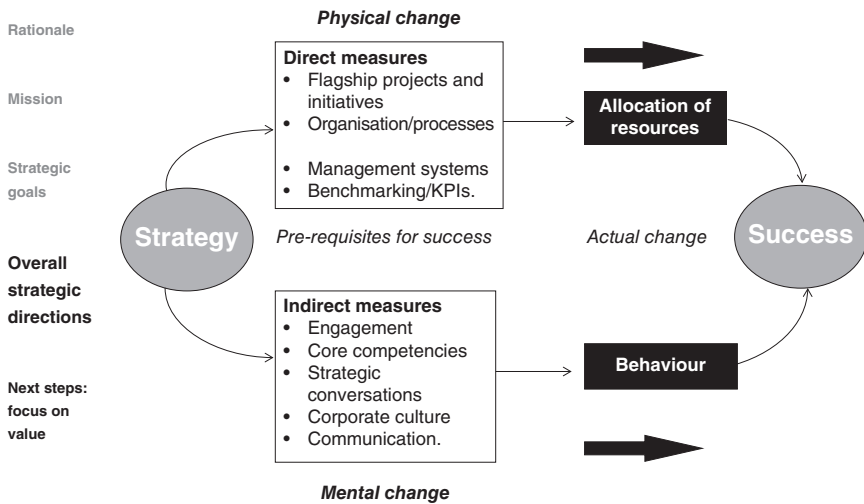 Rationale
Mission
Strategic
goals
Overall
strategic
directions
Next steps:
focus on
value
Physical change
Direct measures
• Flagship projects and
initiatives
• Organisation/processes
• Management systems
• Benchmarking/KPIs.
Allocation of
resources
Strategy
Pre-requisites for success
Actual change
Success
Indirect measures
• Engagement
• Core competencies
• Strategic
conversations
• Corporate culture
• Communication.
Behaviour
Mental change